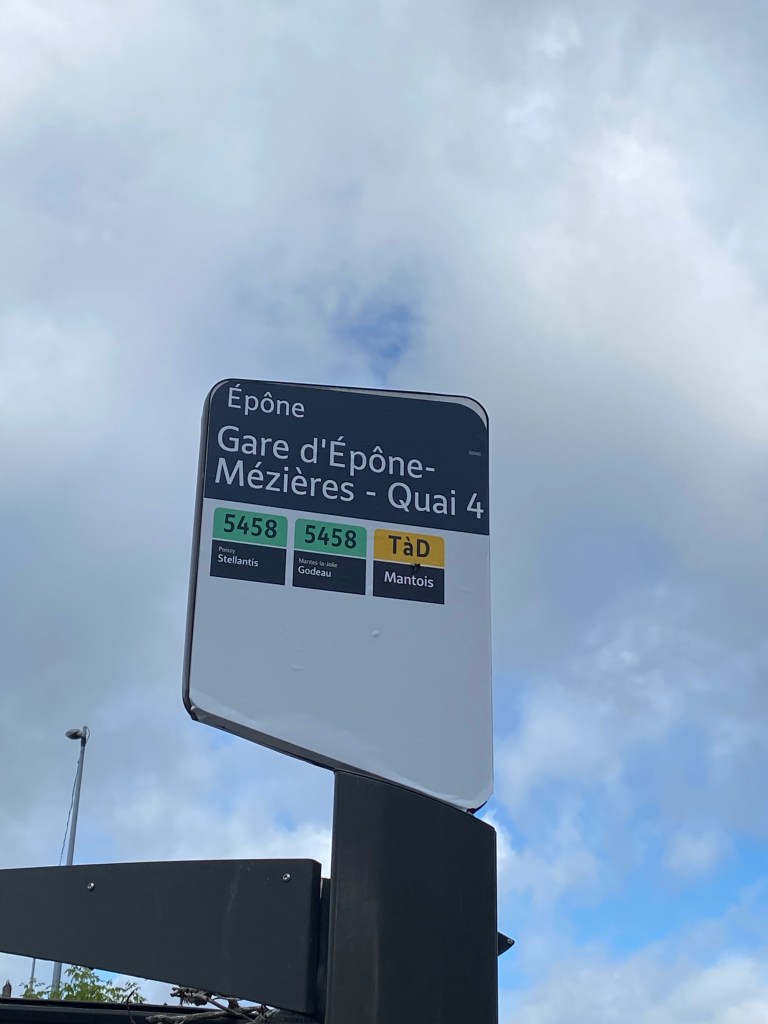 Épône
Gare d'Épône-
Mézières - Quai 4
5458
Poissy
Stellantis
5458
Mantes-la-Jolie
Godeau
TàD
Mantois